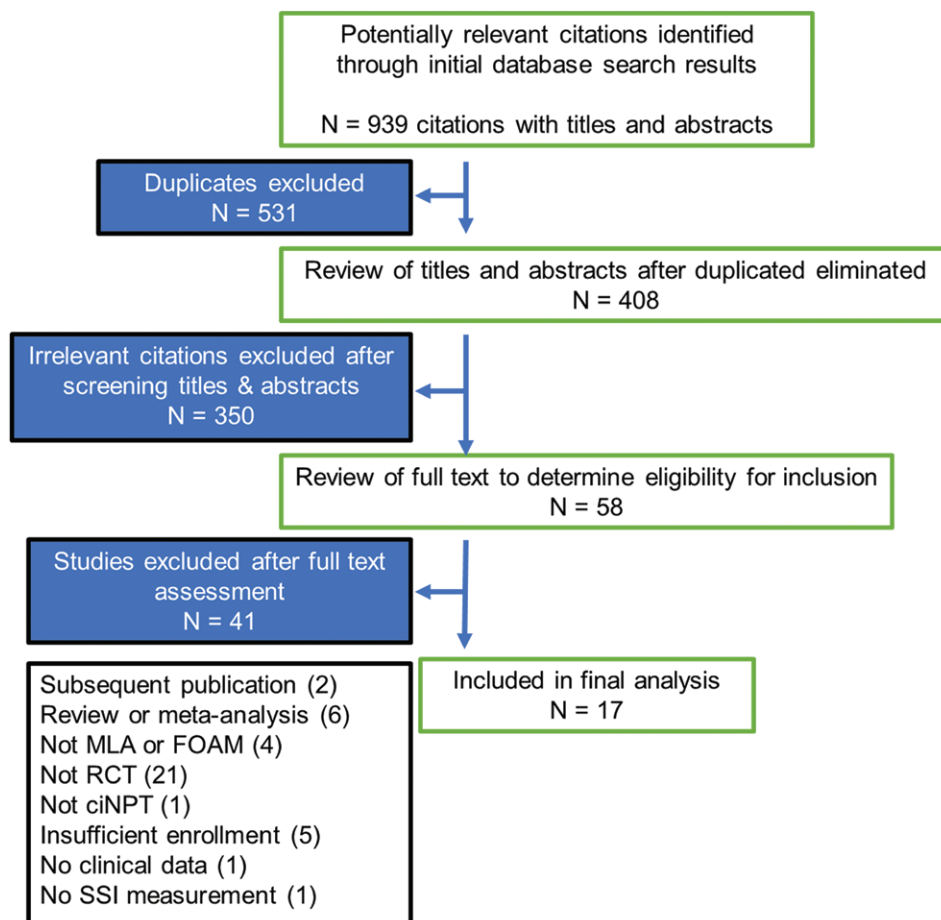 Potentially relevant citations identified
through initial database search results
N = 939 citations with titles and abstracts
Duplicates excluded
N = 531
Review of titles and abstracts after duplicated eliminated
N = 408
Irrelevant citations excluded after
screening titles & abstracts
N = 350
Review of full text to determine eligibility for inclusion
N = 58
Studies excluded after full text
assessment
N = 41
Subsequent publication (2)
Review or meta-analysis (6)
Not MLA or FOAM (4)
Not RCT (21)
Not ciNPT (1)
Insufficient enrollment (5)
No clinical data (1)
No SSI measurement (1)
Included in final analysis
N = 17